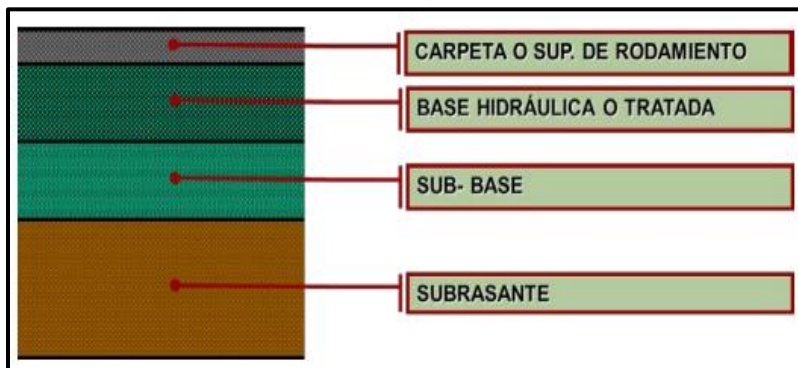 CARPETA O SUP. DE RODAMIENTO
BASE HIDRÁULICA O TRATADA
SUB- BASE
SUBRASANTE